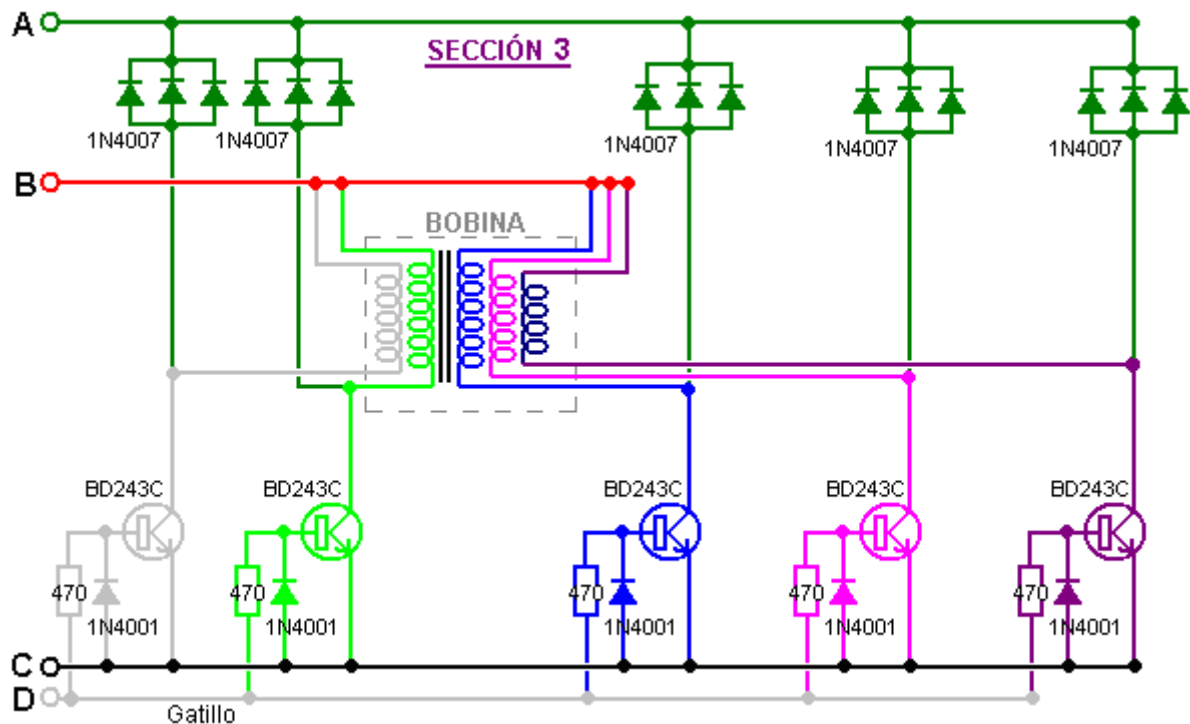 A
SECCIÓN 3
1N4007
1N4007
1N4007
1N4007
1N4007
B
BOBINA
BD243C
BD243C
BD243C
BD243C
BD243C
470
470
470
470
470
1N4001
1N4001
1N4001
1N4001
1N4001
C
D
Gatillo